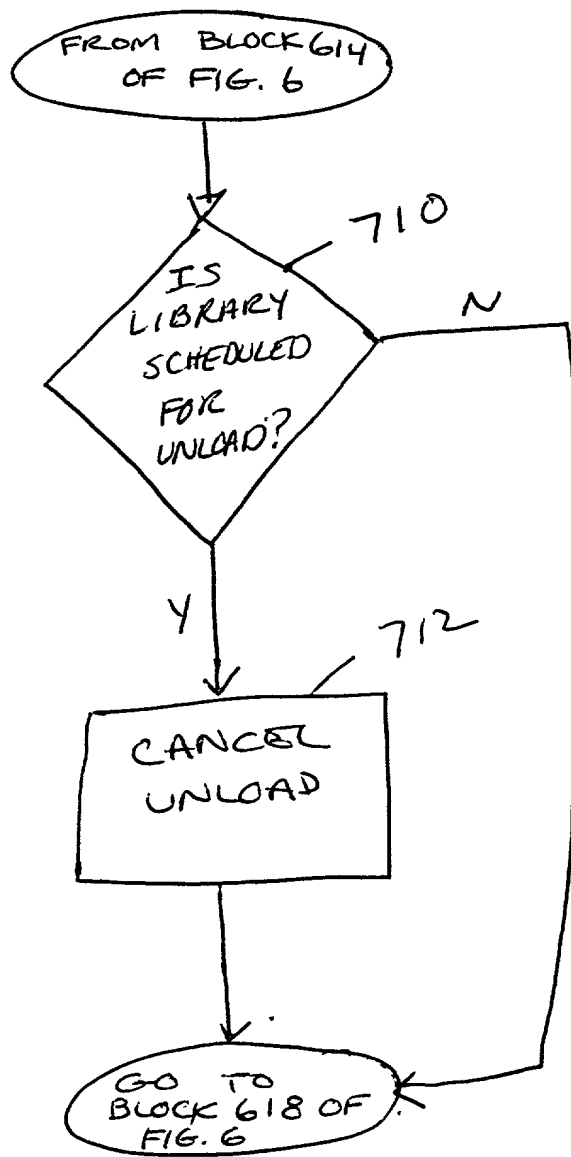 FROM BLOCK 614
OF FIG. 6
710
IS
LIBRARY
SCHEDULED
FOR
UNLOAD?
N
Y
712
CANCEL
UNLOAD
GO TO
BLOCK 618 OF
FIG. 6